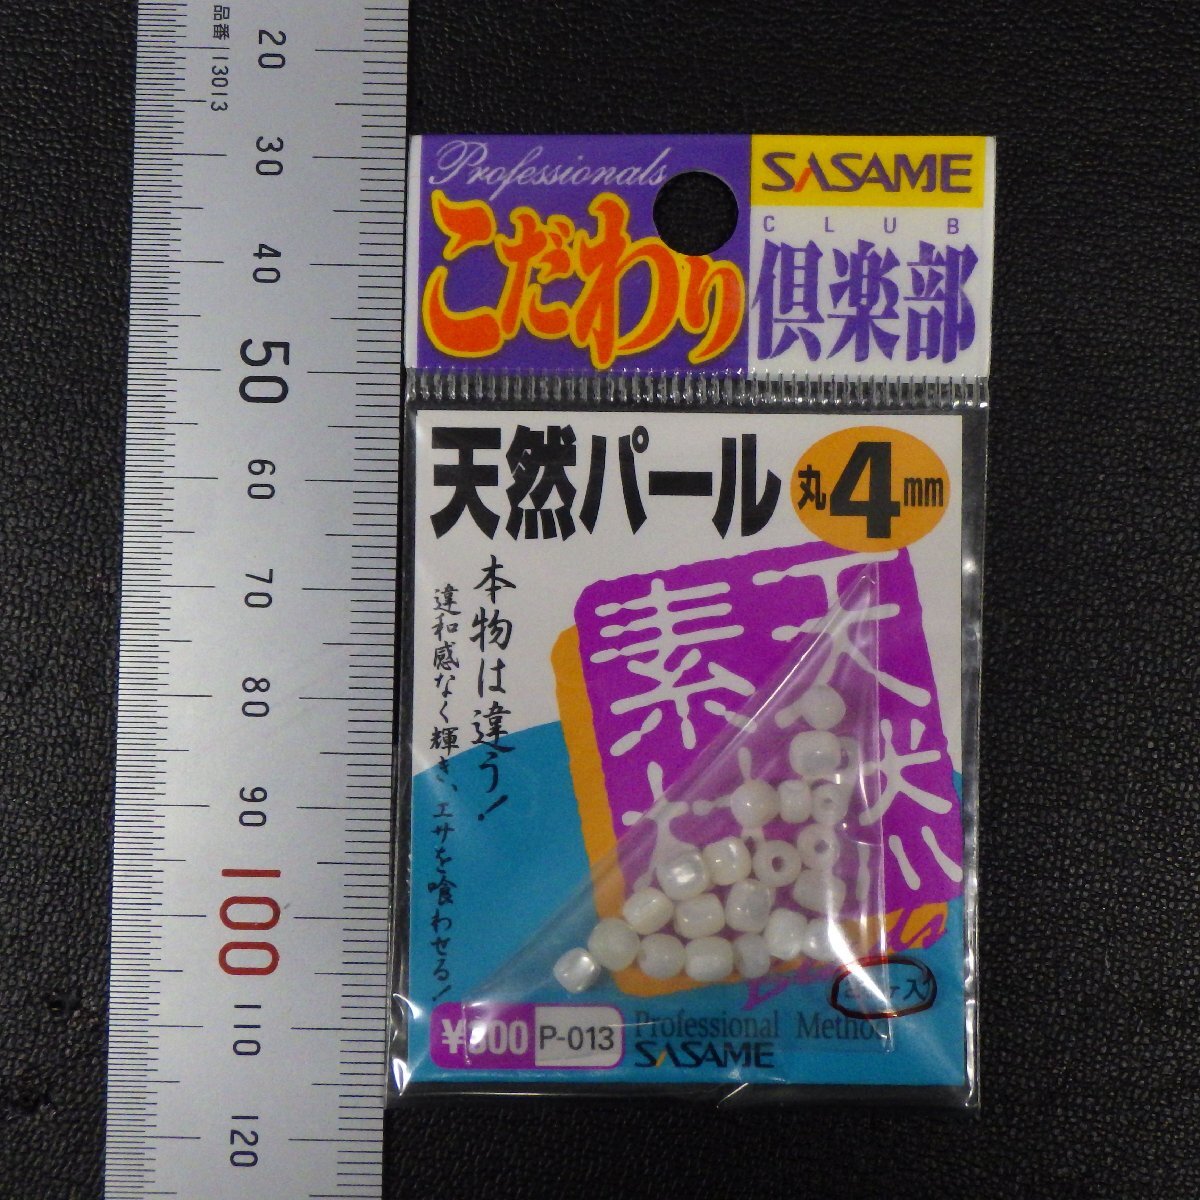 品番 13013
20
30
40
50
60
70
80
90
100
110
120
Professionals
こだわり
SASAME
CLUB
倶楽部
天然パール
丸4mm
本物は違う!
違和感なく輝き、エサを喰わせる!
天然
素
¥300
P-013
Professional Method
SASAME